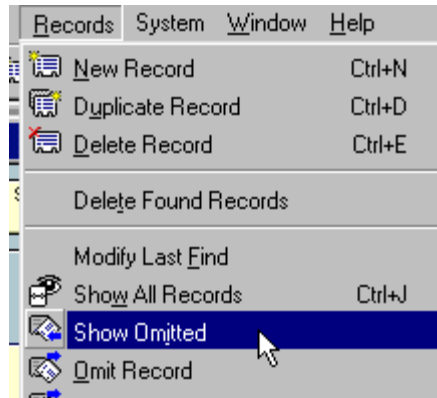 Records System Window Help
New Record Ctrl+N
Duplicate Record Ctrl+D
Delete Record Ctrl+E
Delete Found Records
Modify Last Find
Show All Records Ctrl+J
Show Omitted
Omit Record